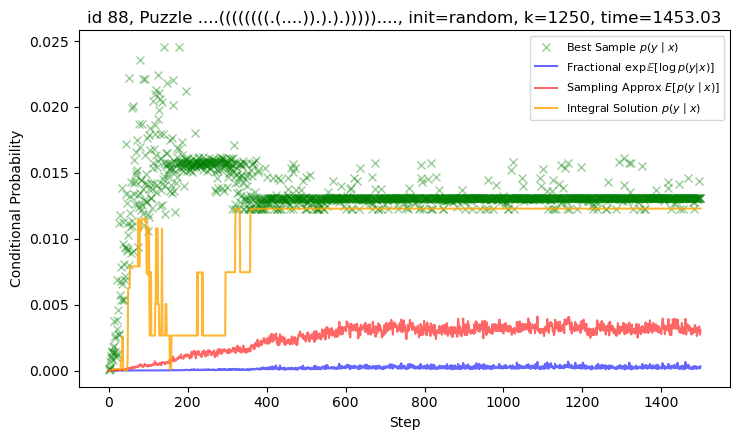 id 88, Puzzle ....((((((((.(.(....)).).).)))))...., init=random, k=1250, time=1453.03
Best Sample p(y | x)
Fractional exp𝔼[log p(y|x)]
Sampling Approx E[p(y | x)]
Integral Solution p(y | x)
Conditional Probability
0.025
0.020
0.015
0.010
0.005
0.000
0 200 400 600 800 1000 1200 1400
Step